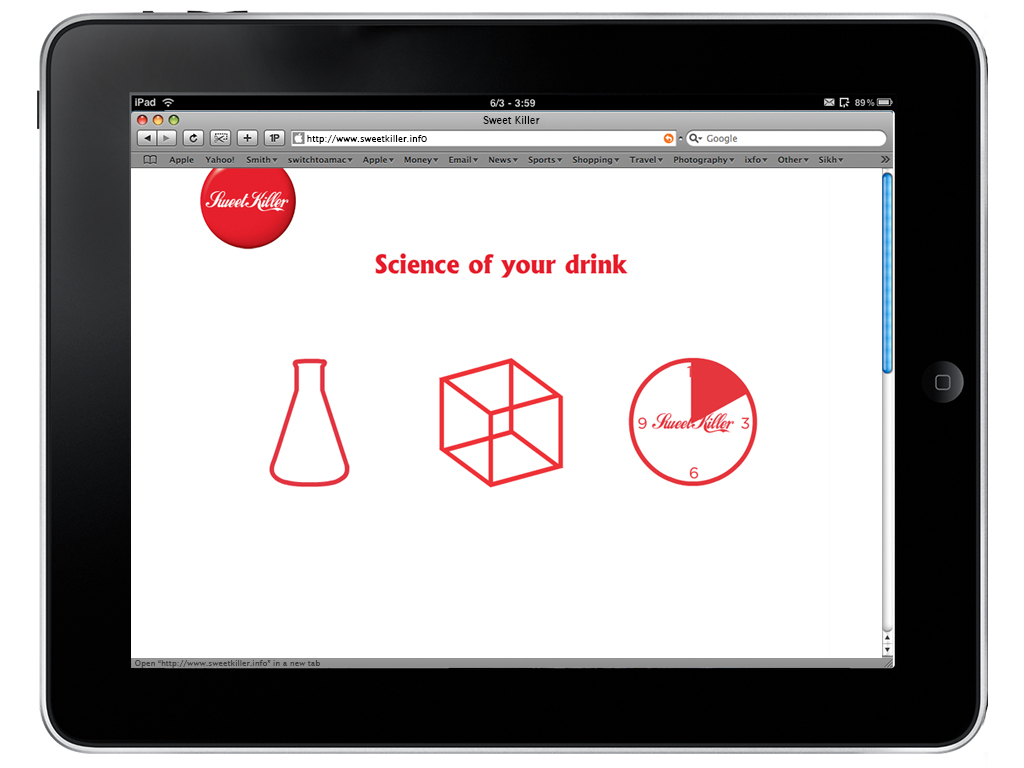 iPad 6/3 - 3:59 89%
Sweet Killer
1P http://www.sweetkiller.info Google
Apple Yahoo! Smith switchtoamac Apple Money Email News Sports Shopping Travel Photography ixfo Other Sikh
Sweet Killer
Science of your drink
9 Sweet Killer 3
6
Open "http://www.sweetkiller.info" in a new tab